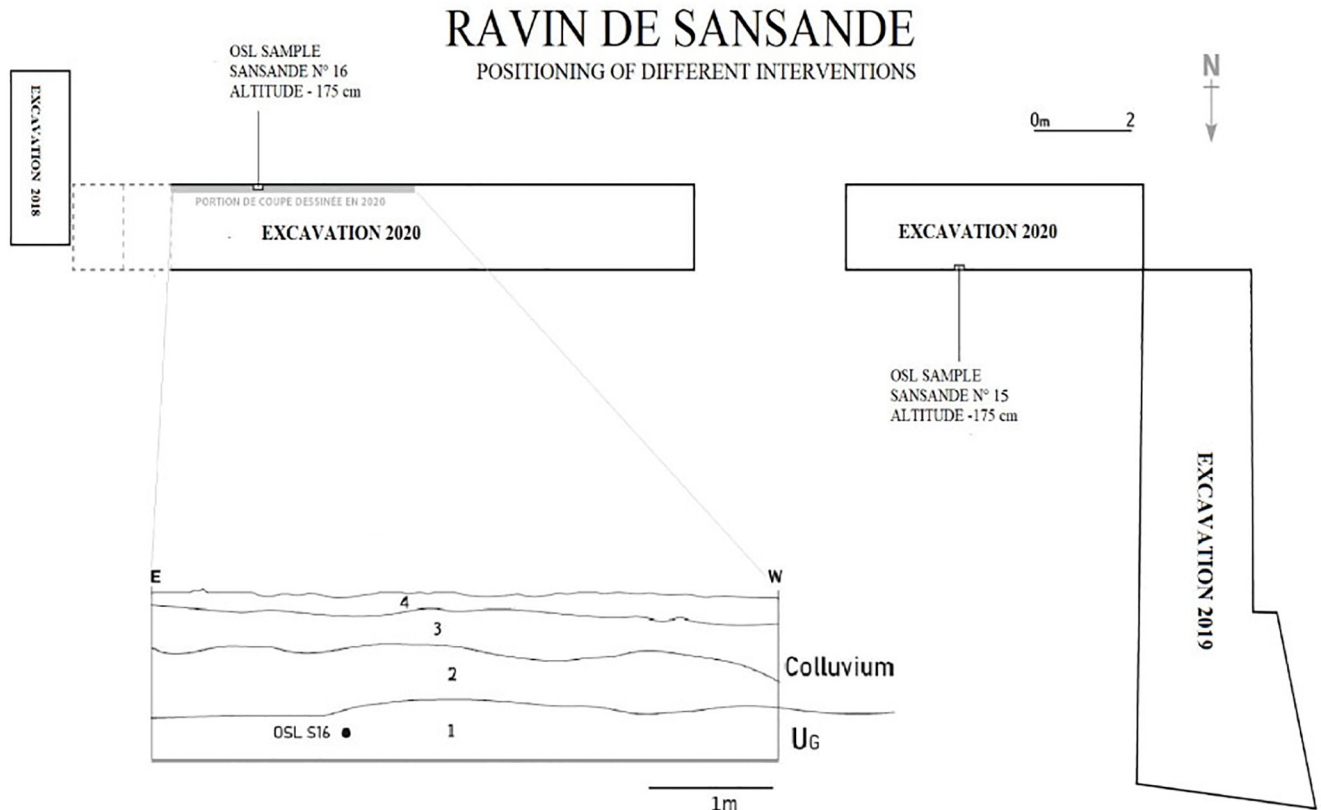 RAVIN DE SANSANDE
POSITIONING OF DIFFERENT INTERVENTIONS
OSL SAMPLE
SANSANDE N° 16
ALTITUDE - 175 cm
N
0m 2
EXCAVATION 2018
PORTION DE COUPE DESSINÉE EN 2020
EXCAVATION 2020
EXCAVATION 2020
OSL SAMPLE
SANSANDE N° 15
ALTITUDE -175 cm
EXCAVATION 2019
E
W
4
3
2
Colluvium
OSL S16
1
UG
1m